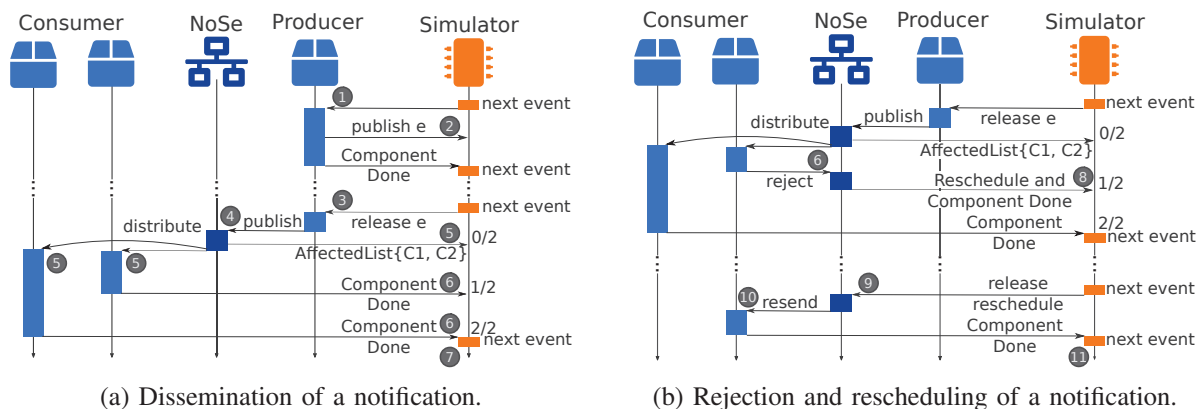 Consumer NoSe Producer Simulator
1 next event
publish e 2
Component
Done next event
3 next event
distribute 4 publish release e
5 0/2
5 5 AffectedList{C1, C2}
Component 6 1/2
Done
Component 6 2/2
Done next event
7
(a) Dissemination of a notification.
Consumer NoSe Producer Simulator
next event
distribute publish release e
0/2
6 AffectedList{C1, C2}
reject Reschedule and 8 1/2
Component Done
Component 2/2
Done next event
9 release next event
10 resend reschedule
Component
Done next event
11
(b) Rejection and rescheduling of a notification.